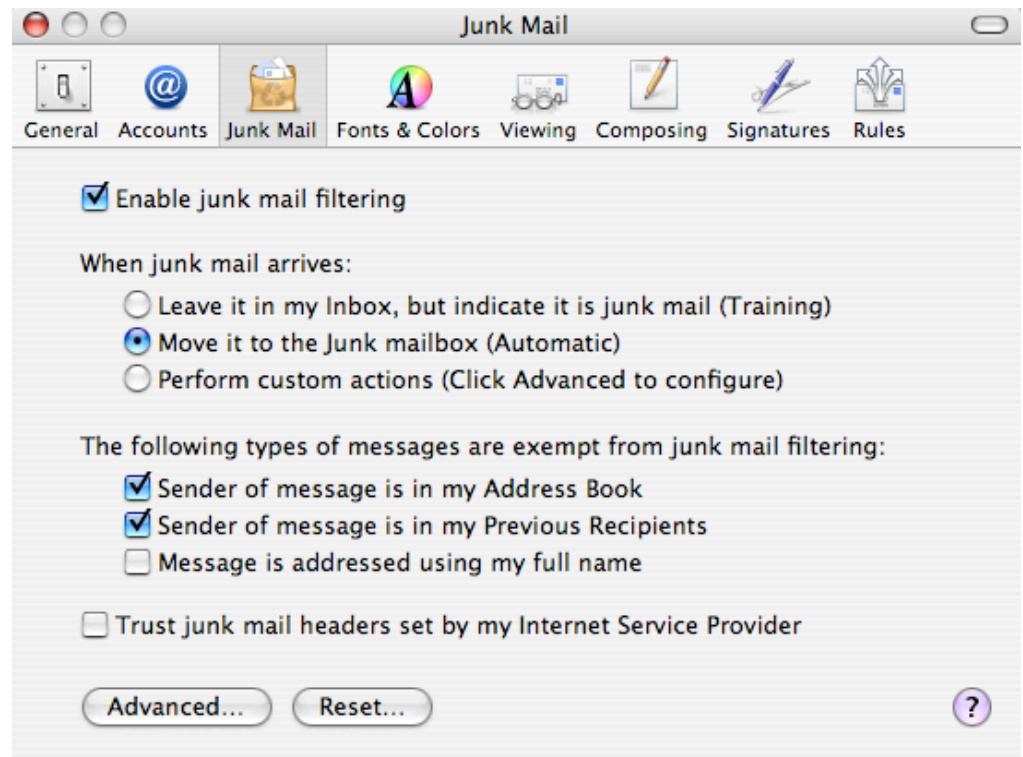 Junk Mail
General Accounts Junk Mail Fonts & Colors Viewing Composing Signatures Rules
Enable junk mail filtering
When junk mail arrives:
Leave it in my Inbox, but indicate it is junk mail (Training)
Move it to the Junk mailbox (Automatic)
Perform custom actions (Click Advanced to configure)
The following types of messages are exempt from junk mail filtering:
Sender of message is in my Address Book
Sender of message is in my Previous Recipients
Message is addressed using my full name
Trust junk mail headers set by my Internet Service Provider
Advanced... Reset... ?